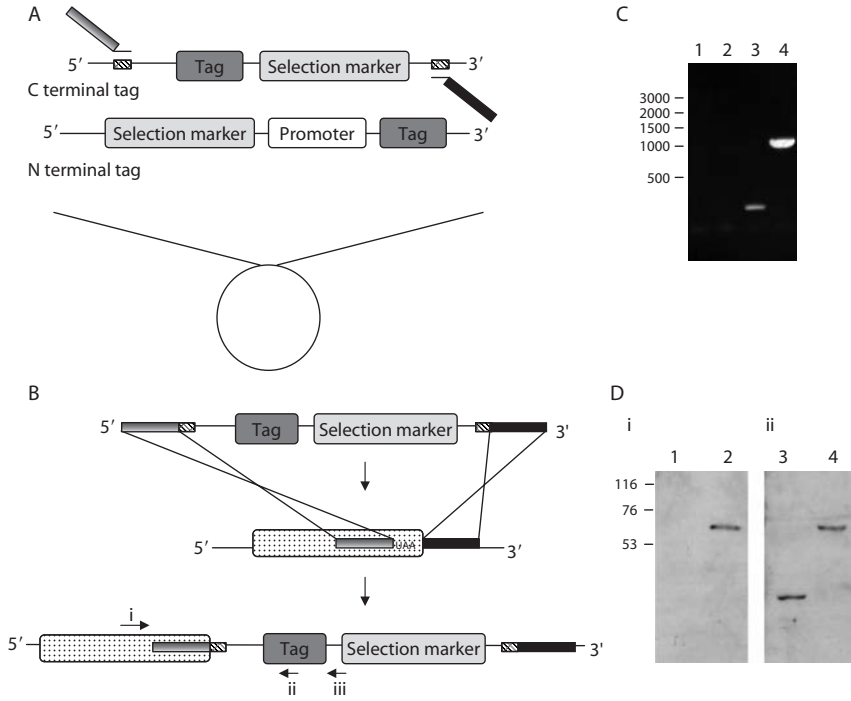 A
5′ Tag Selection marker 3′
C terminal tag
5′ Selection marker Promoter Tag 3′
N terminal tag
B
5′ Tag Selection marker 3'
5′ UAA 3′
i
5′ Tag Selection marker 3'
ii iii
C
1 2 3 4
3000
2000
1500
1000
500
D
i ii
1 2 3 4
116
76
53